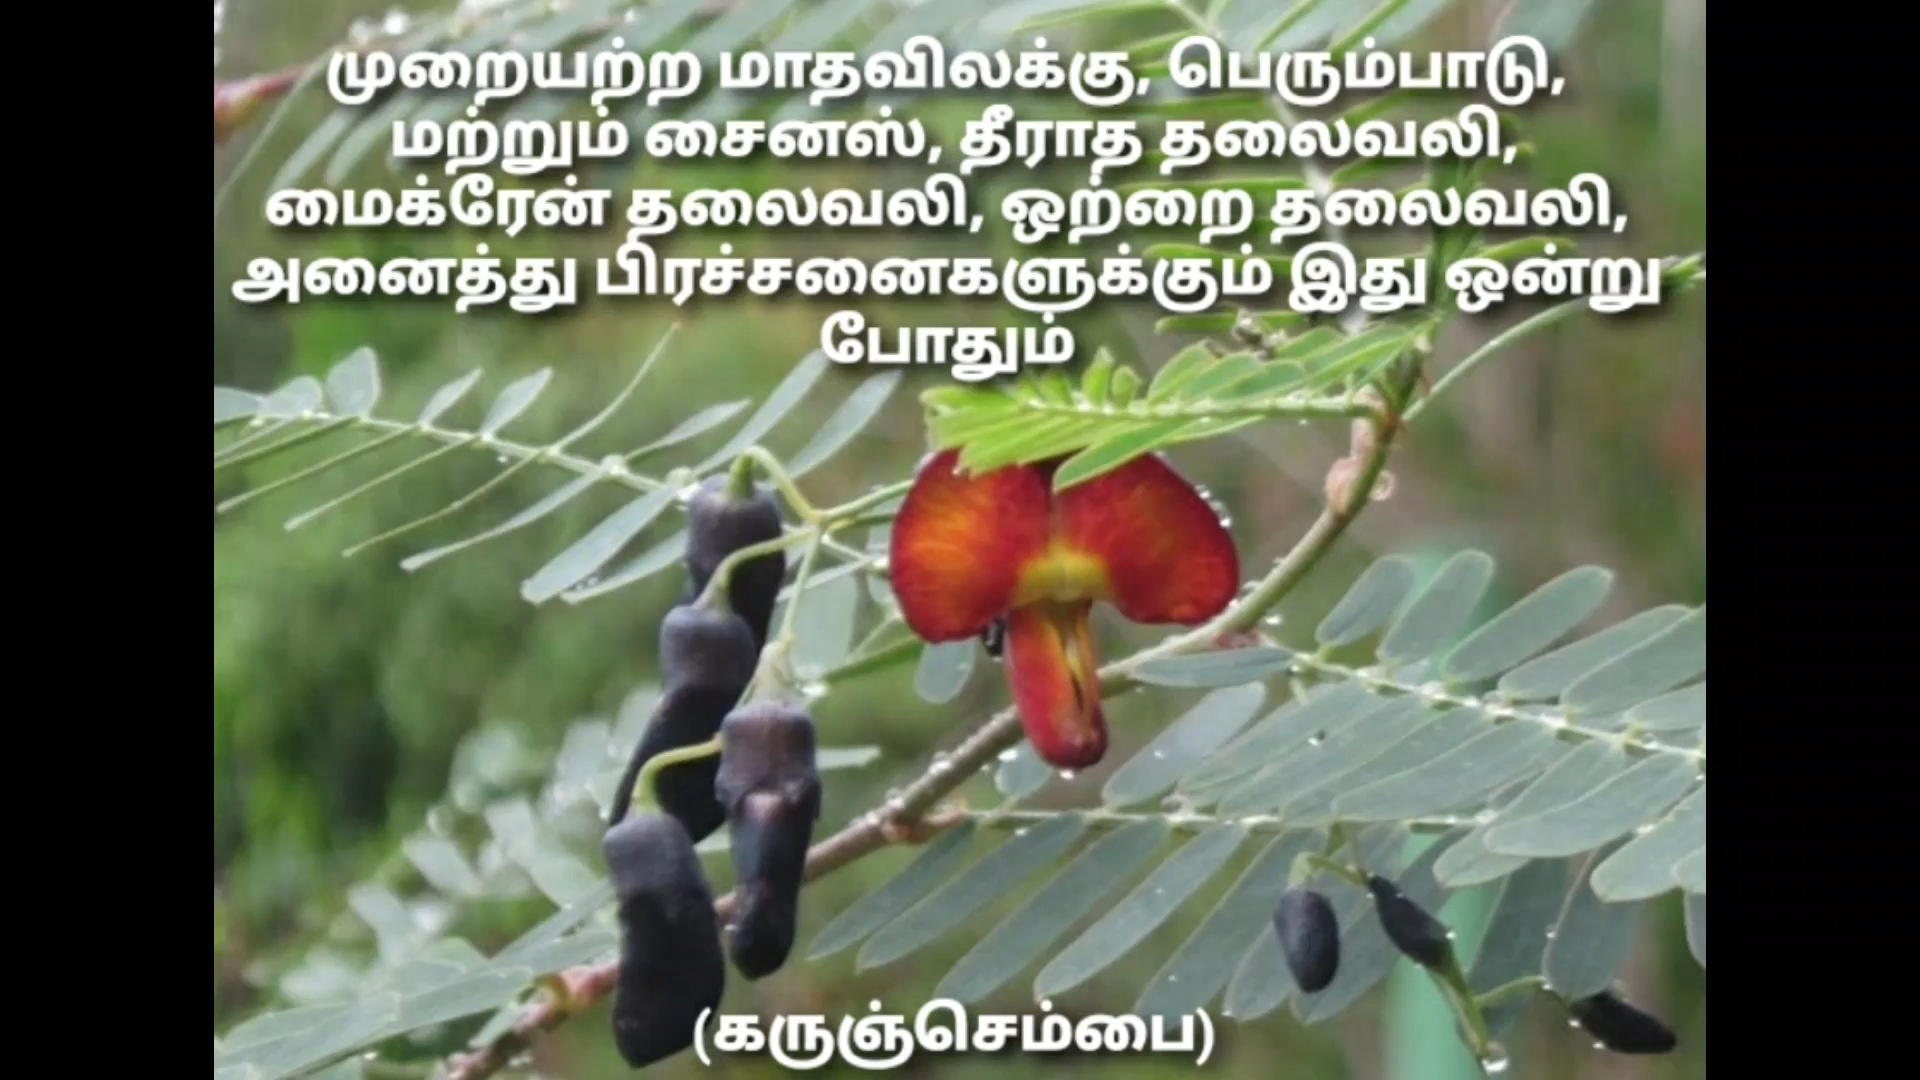 முறையற்ற மாதவிலக்கு, பெரும்பாடு,
மற்றும் சைனஸ், தீராத தலைவலி,
மைக்ரேன் தலைவலி, ஒற்றை தலைவலி,
அனைத்து பிரச்சனைகளுக்கும் இது ஒன்று
போதும்
(கருஞ்செம்பை)